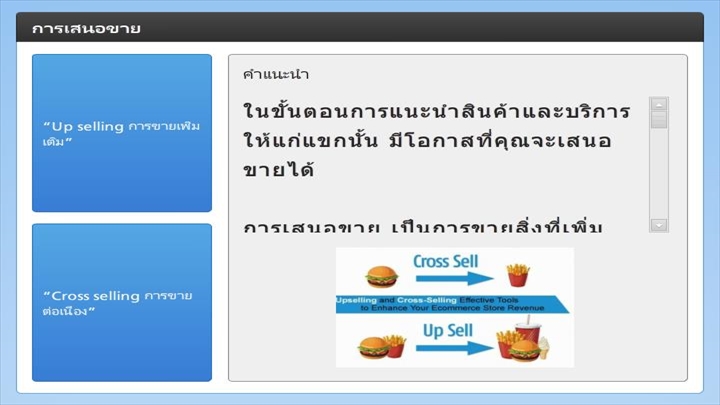 การเสนอขาย
“Up selling การขายเพิ่ม
เติม”
“Cross selling การขาย
ต่อเนื่อง”
คำแนะนำ
ในขั้นตอนการแนะนำสินค้าและบริการ
ให้แก่แขกนั้น มีโอกาสที่คุณจะเสนอ
ขายได้
การเสนอขาย เป็นการขายสิ่งที่เพิ่ม
Cross Sell
Upselling and Cross-Selling Effective Tools
to Enhance Your Ecommerce Store Revenue
Up Sell